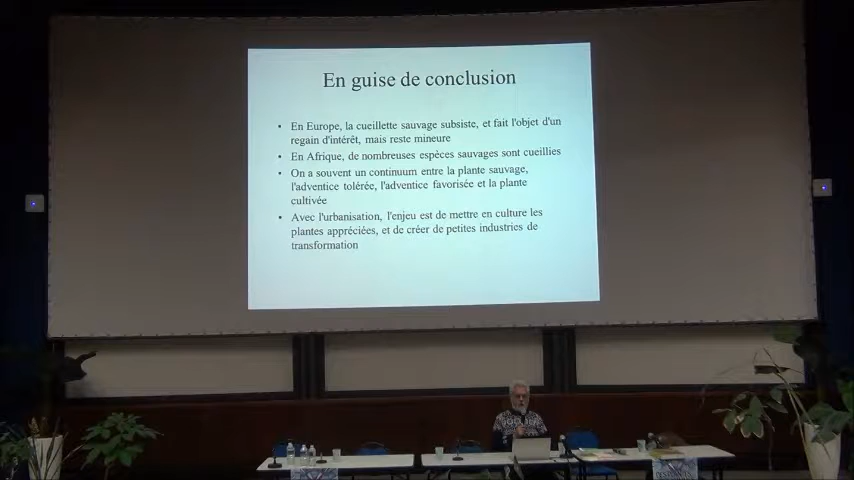 En guise de conclusion
• En Europe, la cueillette sauvage subsiste, et fait l'objet d'un
regain d'intérêt, mais reste mineure
• En Afrique, de nombreuses espèces sauvages sont cueillies
• On a souvent un continuum entre la plante sauvage,
l'adventice tolérée, l'adventice favorisée et la plante
cultivée
• Avec l'urbanisation, l'enjeu est de mettre en culture les
plantes appréciées, et de créer de petites industries de
transformation